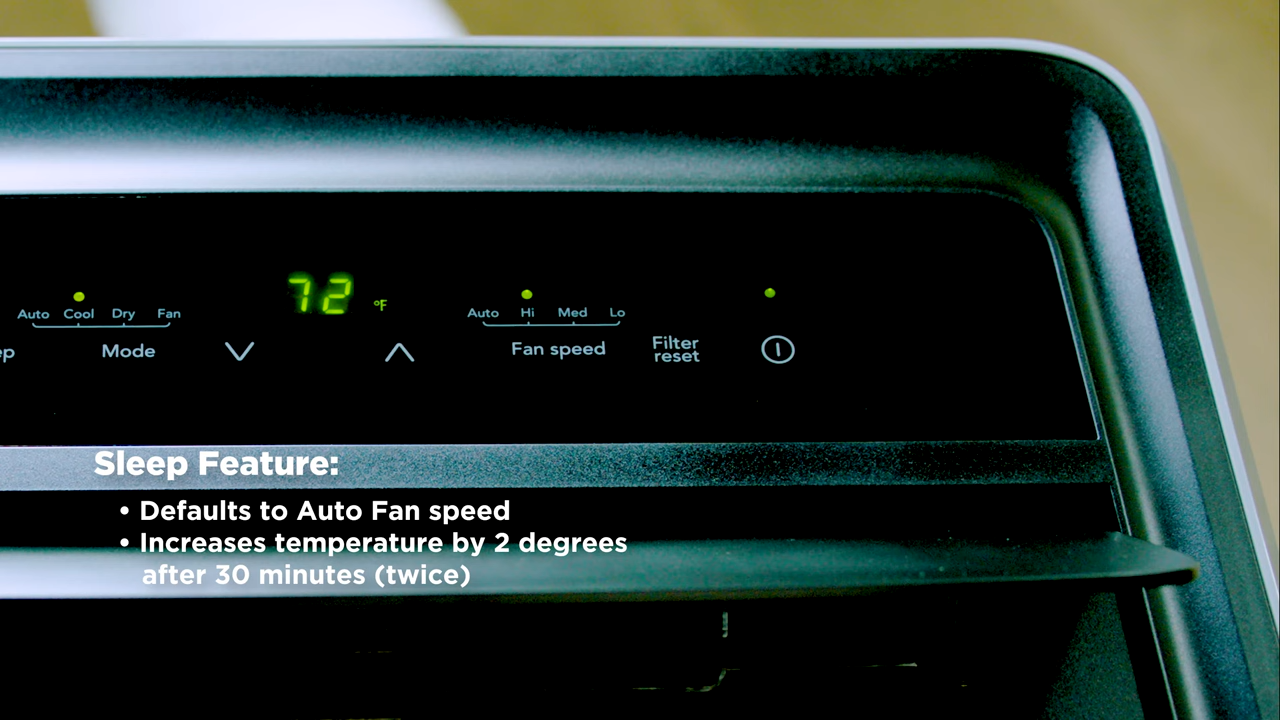 72 °F
Auto Cool Dry Fan
Auto Hi Med Lo
ep Mode
Fan speed
Filter
reset
Sleep Feature:
• Defaults to Auto Fan speed
• Increases temperature by 2 degrees
after 30 minutes (twice)